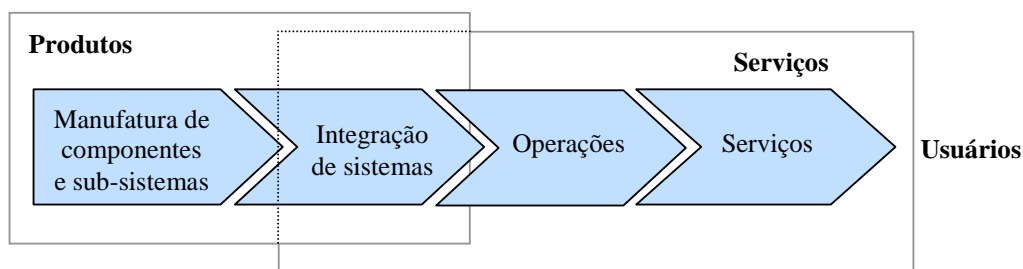 Produtos
Serviços
Manufatura de
componentes
e sub-sistemas
Integração
de sistemas
Operações
Serviços
Usuários